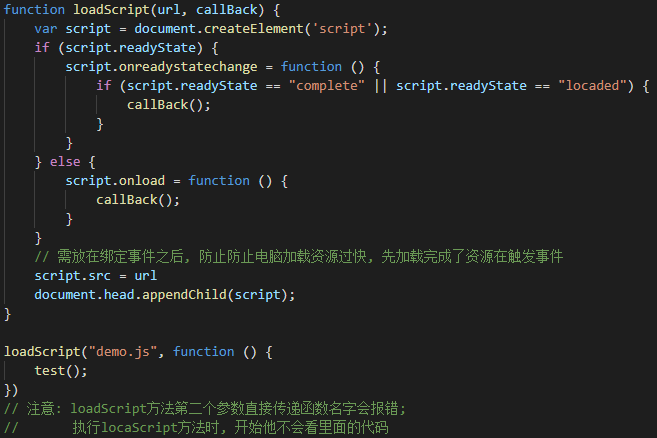 function loadScript(url, callBack) {
    var script = document.createElement('script');
    if (script.readyState) {
        script.onreadystatechange = function () {
            if (script.readyState == "complete" || script.readyState == "locaded") {
                callBack();
            }
        }
    } else {
        script.onload = function () {
            callBack();
        }
    }
    // 需放在绑定事件之后, 防止防止电脑加载资源过快, 先加载完成了资源在触发事件
    script.src = url
    document.head.appendChild(script);
}

loadScript("demo.js", function () {
    test();
})
// 注意: loadScript方法第二个参数直接传递函数名字会报错;
//       执行locaScript方法时, 开始他不会看里面的代码